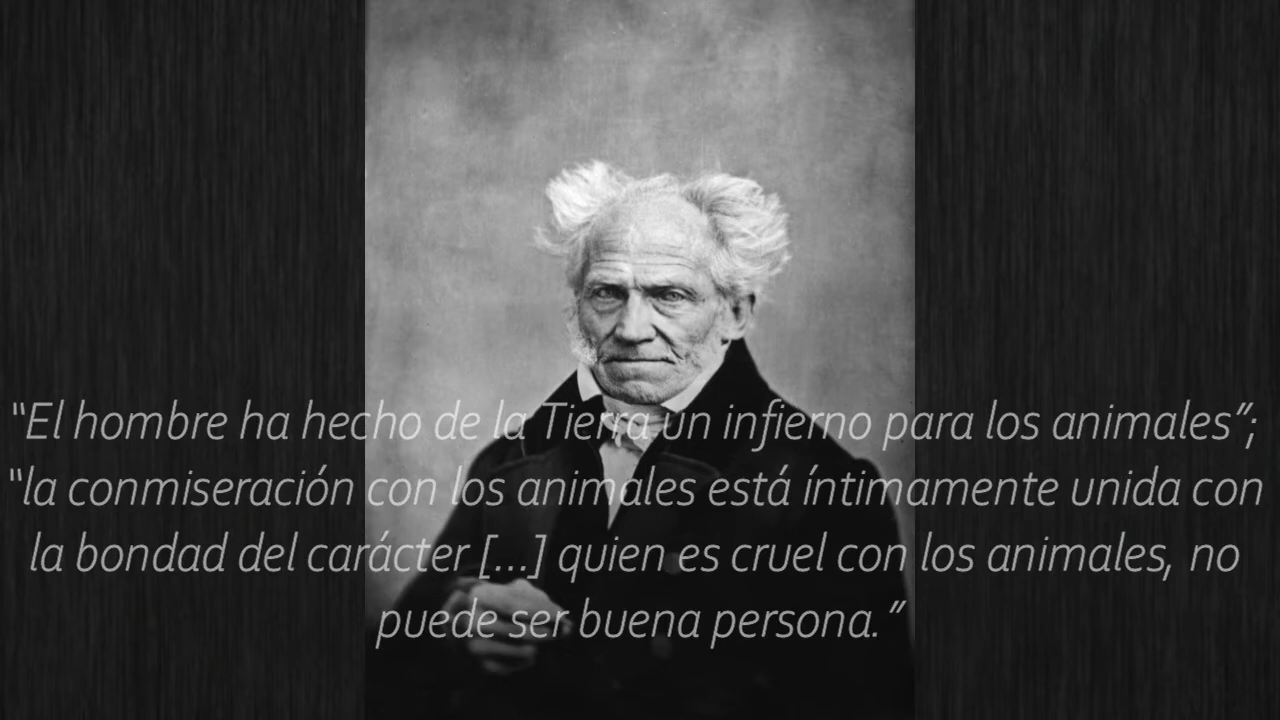 “El hombre ha hecho de la Tierra un infierno para los animales”;
“la conmiseración con los animales está íntimamente unida con
la bondad del carácter [...] quien es cruel con los animales, no
puede ser buena persona.”